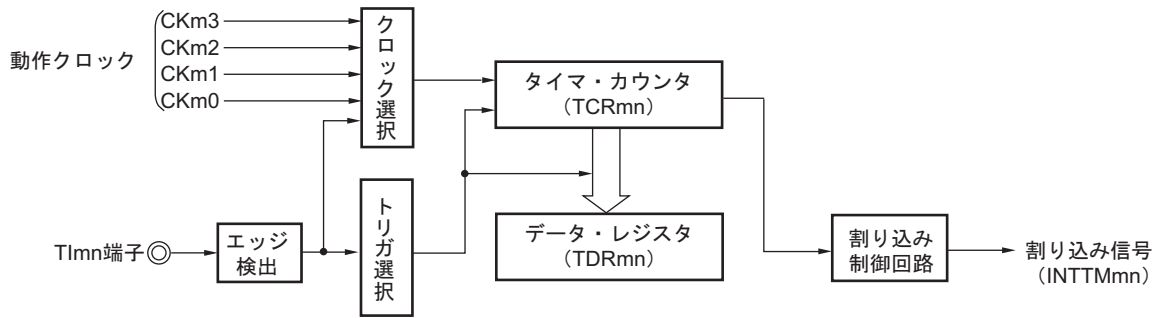 動作クロック
CKm3
CKm2
CKm1
CKm0
クロック選択
タイマ・カウンタ
（TCRmn）
TImn端子
エッジ
検出
トリガ選択
データ・レジスタ
（TDRmn）
割り込み
制御回路
割り込み信号
（INTTMmn）